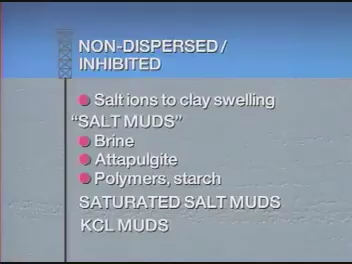 NON-DISPERSED/
INHIBITED
Salt ions to clay swelling
"SALT MUDS"
Brine
Attapulgite
Polymers, starch
SATURATED SALT MUDS
KCL MUDS